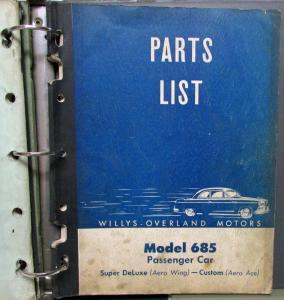 PARTS
LIST
WILLYS-OVERLAND MOTORS
Model 685
Passenger Car
Super DeLuxe (Aero Wing) — Custom (Aero Ace)